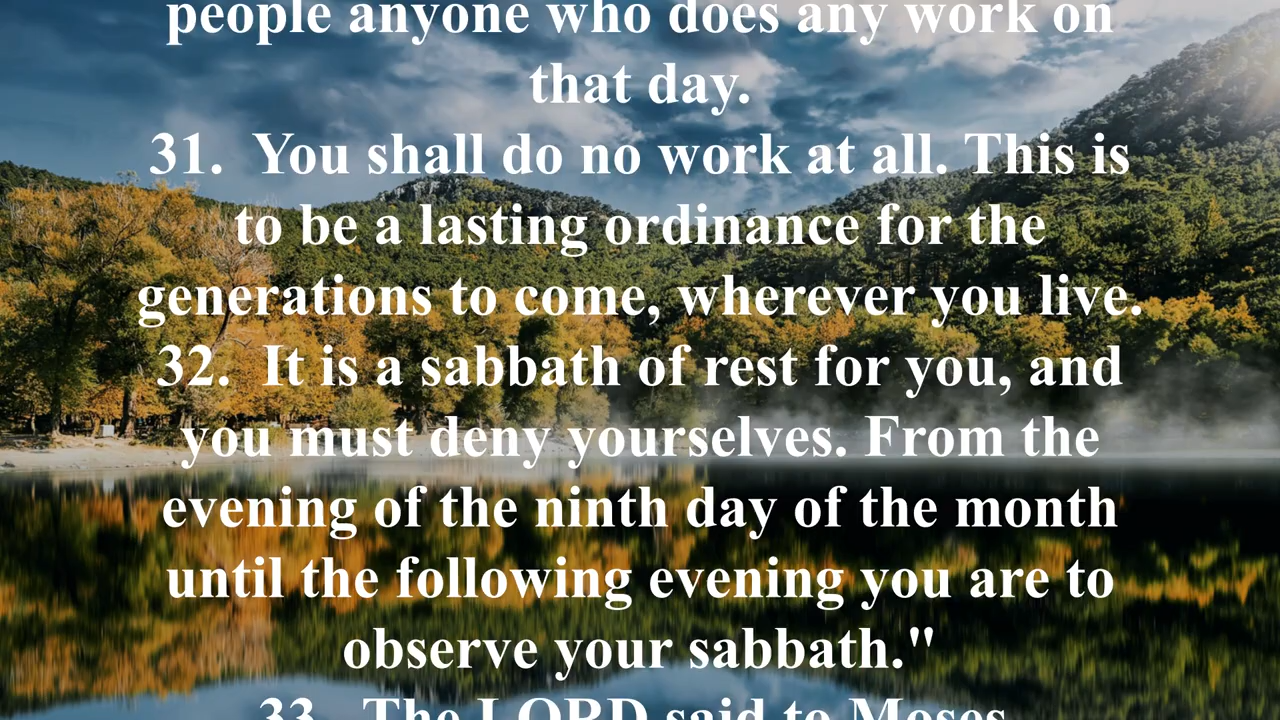 people anyone who does any work on
that day.
31. You shall do no work at all. This is
to be a lasting ordinance for the
generations to come, wherever you live.
32. It is a sabbath of rest for you, and
you must deny yourselves. From the
evening of the ninth day of the month
until the following evening you are to
observe your sabbath."
33. The LORD said to Moses,